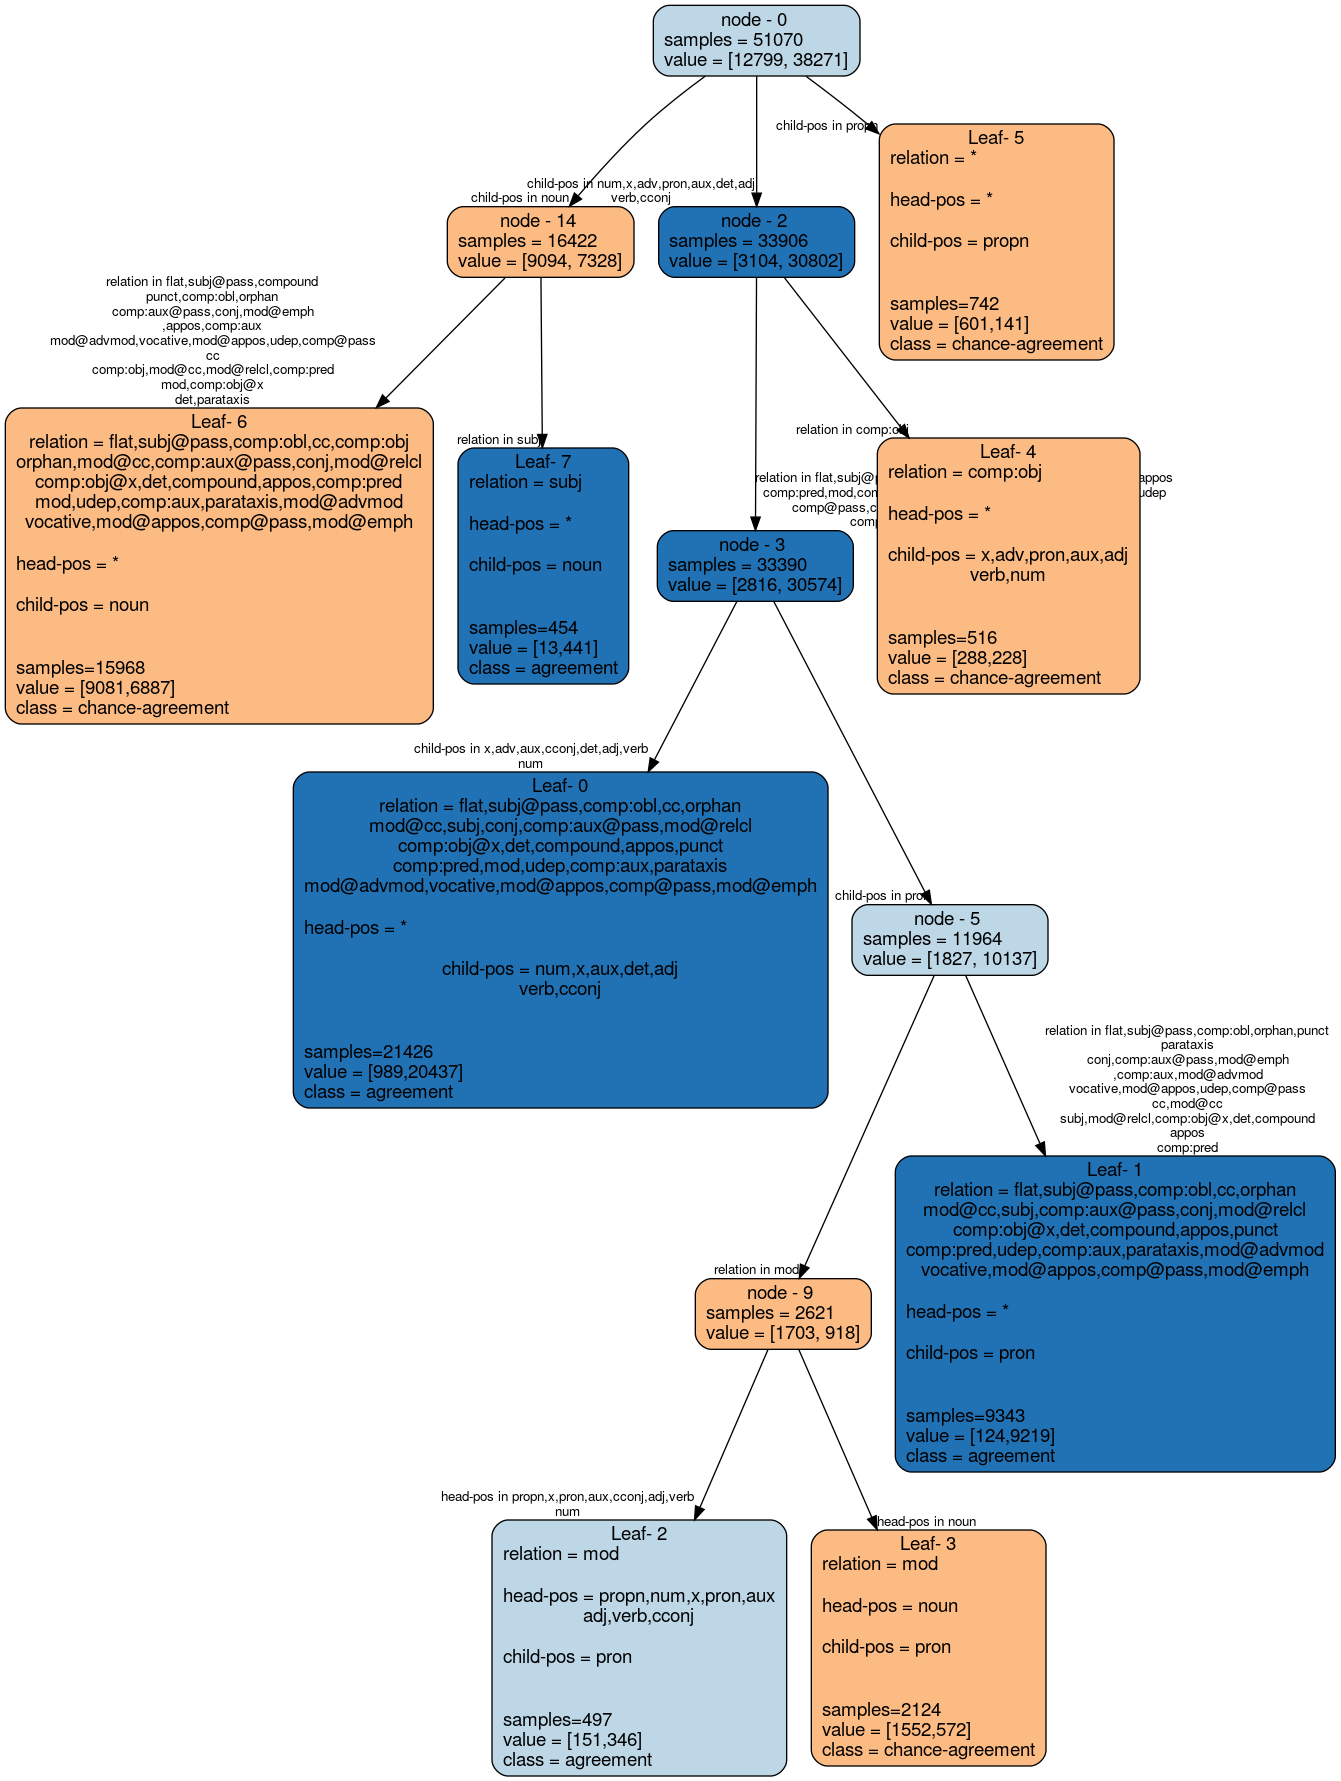 node - 0
samples = 51070
value = [12799, 38271]
child-pos in propn
Leaf- 5
relation = *
head-pos = *
child-pos = propn
samples=742
value = [601,141]
class = chance-agreement
child-pos in noun
node - 14
samples = 16422
value = [9094, 7328]
child-pos in num,x,adv,pron,aux,det,adj
verb,cconj
node - 2
samples = 33906
value = [3104, 30802]
relation in flat,subj@pass,compound
punct,comp:obl,orphan
comp:aux@pass,conj,mod@emph
,appos,comp:aux
mod@advmod,vocative,mod@appos,udep,comp@pass
cc
comp:obj,mod@cc,mod@relcl,comp:pred
mod,comp:obj@x
det,parataxis
Leaf- 6
relation = flat,subj@pass,comp:obl,cc,comp:obj
orphan,mod@cc,comp:aux@pass,conj,mod@relcl
comp:obj@x,det,compound,appos,comp:pred
mod,udep,comp:aux,parataxis,mod@advmod
vocative,mod@appos,comp@pass,mod@emph
head-pos = *
child-pos = noun
samples=15968
value = [9081,6887]
class = chance-agreement
relation in subj
Leaf- 7
relation = subj
head-pos = *
child-pos = noun
samples=454
value = [13,441]
class = agreement
relation in comp:obj
Leaf- 4
relation = comp:obj
head-pos = *
child-pos = x,adv,pron,aux,adj
verb,num
samples=516
value = [288,228]
class = chance-agreement
relation in flat,subj@
appos
comp:pred,mod,com
udep
comp@pass,c
com
node - 3
samples = 33390
value = [2816, 30574]
child-pos in x,adv,aux,cconj,det,adj,verb
num
Leaf- 0
relation = flat,subj@pass,comp:obl,cc,orphan
mod@cc,subj,conj,comp:aux@pass,mod@relcl
comp:obj@x,det,compound,appos,punct
comp:pred,mod,udep,comp:aux,parataxis
mod@advmod,vocative,mod@appos,comp@pass,mod@emph
head-pos = *
child-pos = num,x,aux,det,adj
verb,cconj
samples=21426
value = [989,20437]
class = agreement
child-pos in pron
node - 5
samples = 11964
value = [1827, 10137]
relation in flat,subj@pass,comp:obl,orphan,punct
parataxis
conj,comp:aux@pass,mod@emph
,comp:aux,mod@advmod
vocative,mod@appos,udep,comp@pass
cc,mod@cc
subj,mod@relcl,comp:obj@x,det,compound
appos
comp:pred
Leaf- 1
relation = flat,subj@pass,comp:obl,cc,orphan
mod@cc,subj,comp:aux@pass,conj,mod@relcl
comp:obj@x,det,compound,appos,punct
comp:pred,udep,comp:aux,parataxis,mod@advmod
vocative,mod@appos,comp@pass,mod@emph
head-pos = *
child-pos = pron
samples=9343
value = [124,9219]
class = agreement
relation in mod
node - 9
samples = 2621
value = [1703, 918]
head-pos in propn,x,pron,aux,cconj,adj,verb
num
Leaf- 2
relation = mod
head-pos = propn,num,x,pron,aux
adj,verb,cconj
child-pos = pron
samples=497
value = [151,346]
class = agreement
head-pos in noun
Leaf- 3
relation = mod
head-pos = noun
child-pos = pron
samples=2124
value = [1552,572]
class = chance-agreement